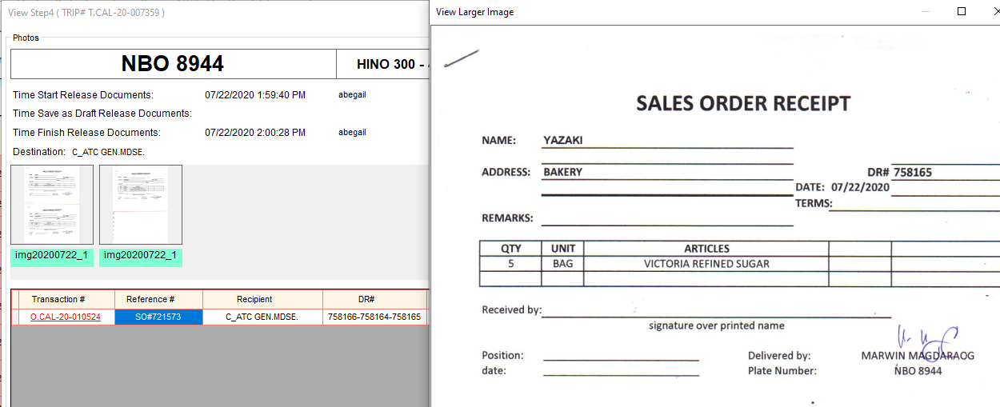 View Step4 ( TRIP# T.CAL-20-007359 )
Photos
NBO 8944
HINO 300 -
Time Start Release Documents: 07/22/2020 1:59:40 PM abegail
Time Save as Draft Release Documents:
Time Finish Release Documents: 07/22/2020 2:00:28 PM abegail
Destination: C_ATC GEN.MDSE.
img20200722_1 img20200722_1
Transaction # Reference # Recipient DR#
O.CAL-20-010524 SO#721573 C_ATC GEN.MDSE. 758166-758164-758165
View Larger Image
SALES ORDER RECEIPT
NAME: YAZAKI
ADDRESS: BAKERY DR# 758165
DATE: 07/22/2020
TERMS:
REMARKS:
QTY UNIT ARTICLES
5 BAG VICTORIA REFINED SUGAR
Received by:
signature over printed name
Position: Delivered by: MARWIN MAGDARAOG
date: Plate Number: NBO 8944